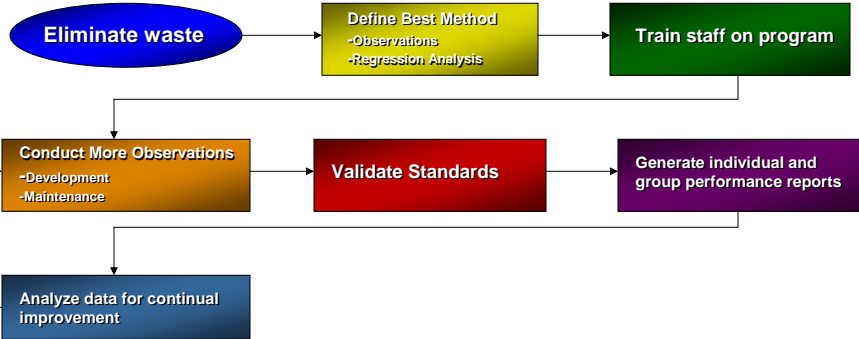 Eliminate waste
Define Best Method
-Observations
-Regression Analysis
Train staff on program
Conduct More Observations
-Development
-Maintenance
Validate Standards
Generate individual and
group performance reports
Analyze data for continual
improvement